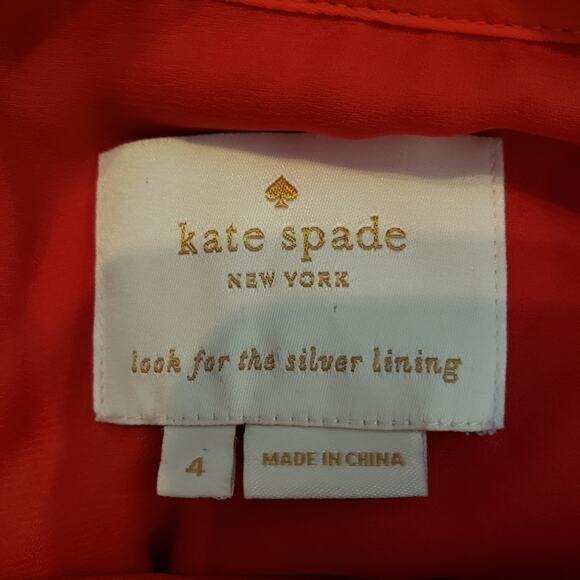 kate spade
NEW YORK
look for the silver lining
4
MADE IN CHINA